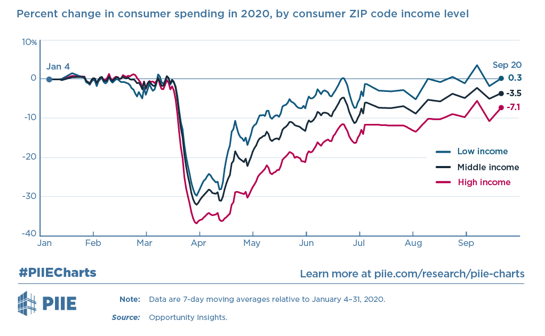 Percent change in consumer spending in 2020, by consumer ZIP code income level
10%
Jan 4
Sep 20
0
0.3
-3.5
-7.1
-10
-20
-30
-40
Low income
Middle income
High income
Jan Feb Mar Apr May Jun Jul Aug Sep
#PIIECharts
Learn more at piie.com/research/piie-charts
PIIE
Note: Data are 7-day moving averages relative to January 4–31, 2020.
Source: Opportunity Insights.